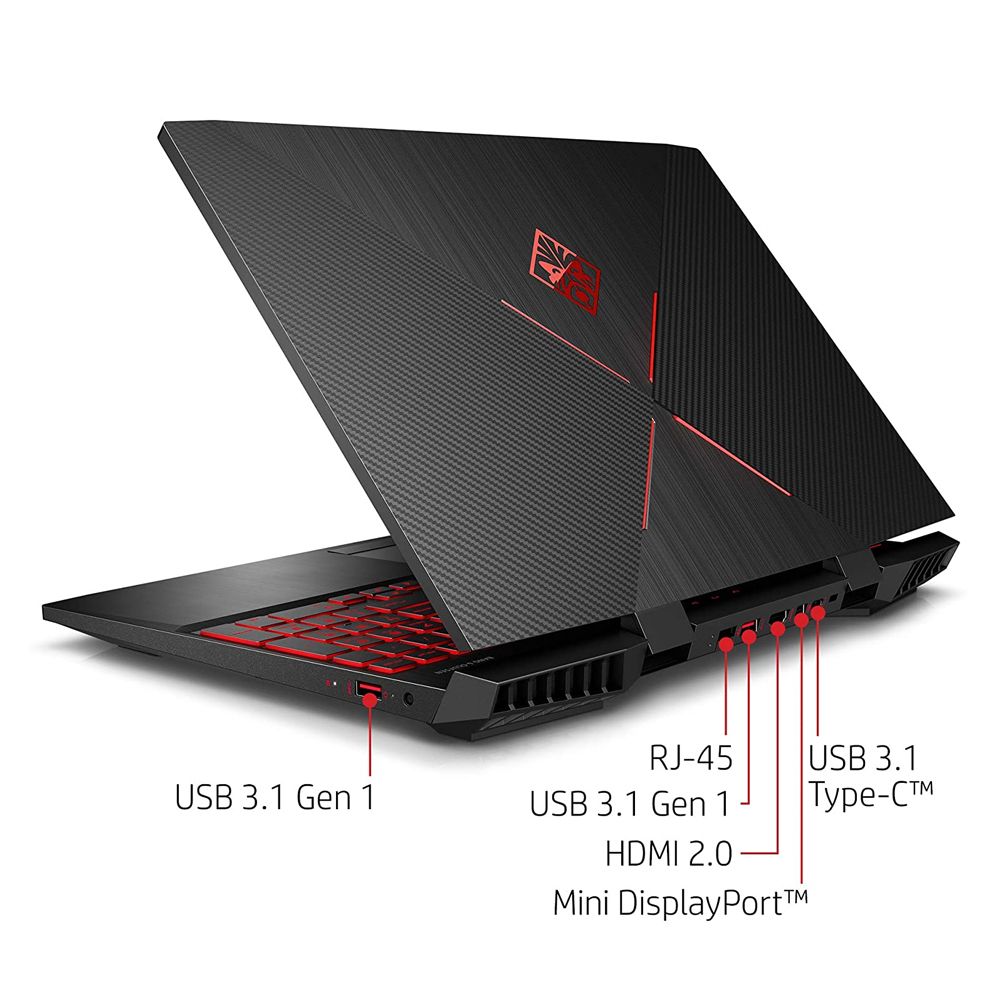 USB 3.1 Gen 1
RJ-45
USB 3.1 Gen 1
HDMI 2.0
Mini DisplayPort™
USB 3.1
Type-C™